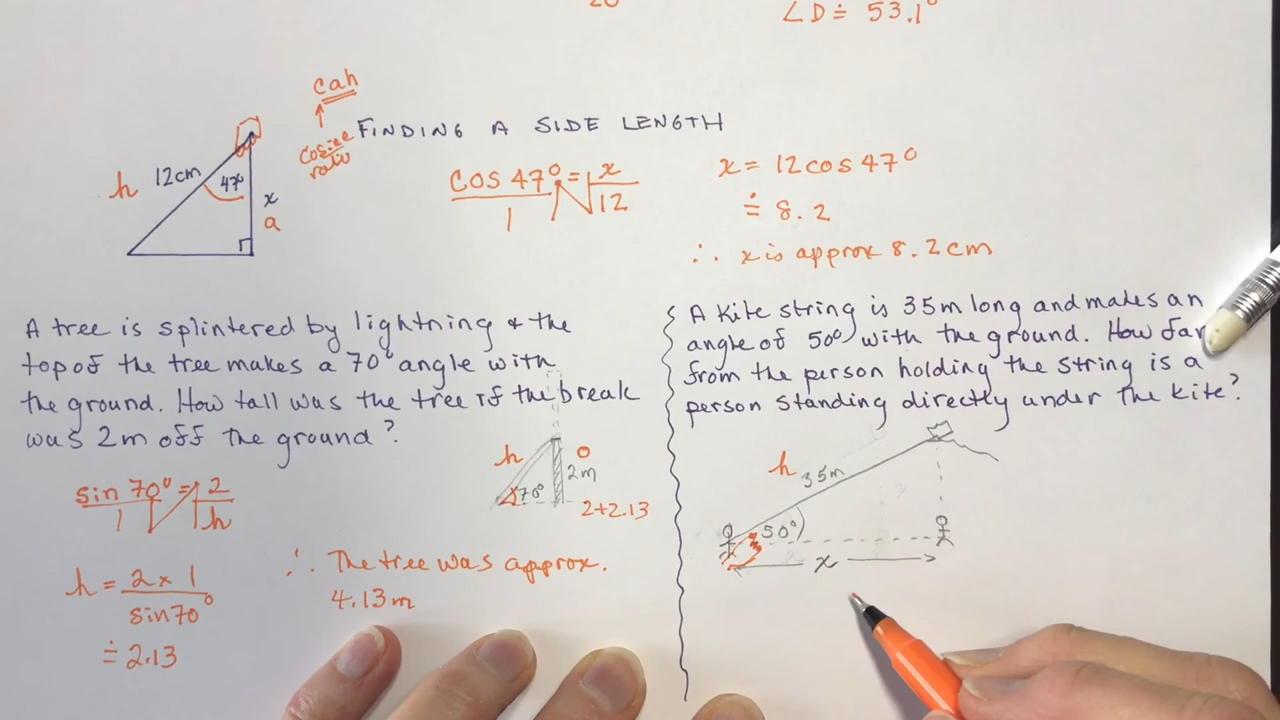 20
∠D ≐ 53.1°
cah
cosine
ratio
FINDING A SIDE LENGTH
h
12cm
47°
x
a
cos 47° = x
1 12
x = 12 cos 47°
≐ 8.2
∴ x is approx 8.2cm
A tree is splintered by lightning & the
top of the tree makes a 70° angle with
the ground. How tall was the tree if the break
was 2m off the ground?
h
o
2m
70°
2+2.13
sin 70° = 2
1 h
h = 2 x 1
sin 70°
≐ 2.13
∴ The tree was approx.
4.13m
A kite string is 35m long and makes an
angle of 50° with the ground. How far
from the person holding the string is a
person standing directly under the kite?
h
35m
50°
x